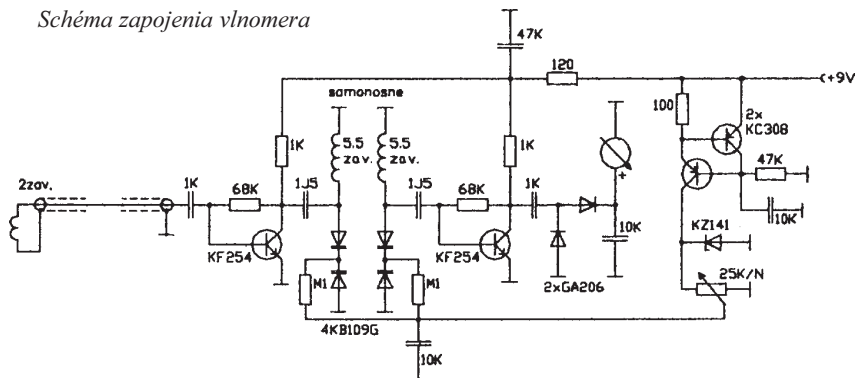 Schéma zapojenia vlnomera
47K
120
+9V
samonosne
100
2x
KC308
1K
5.5
zav.
5.5
zav.
1K
2zav.
1K
68K
1J5
1J5
68K
1K
+
47K
10K
10K
KF254
KF254
KZ141
M1
M1
2xGA206
25K/N
4KB109G
10K